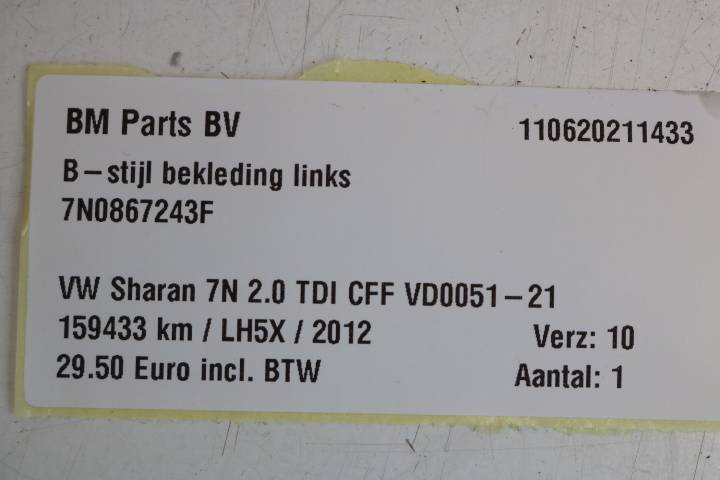 BM Parts BV 110620211433
B-stijl bekleding links
7N0867243F
VW Sharan 7N 2.0 TDI CFF VD0051-21
159433 km / LH5X / 2012 Verz: 10
29.50 Euro incl. BTW Aantal: 1